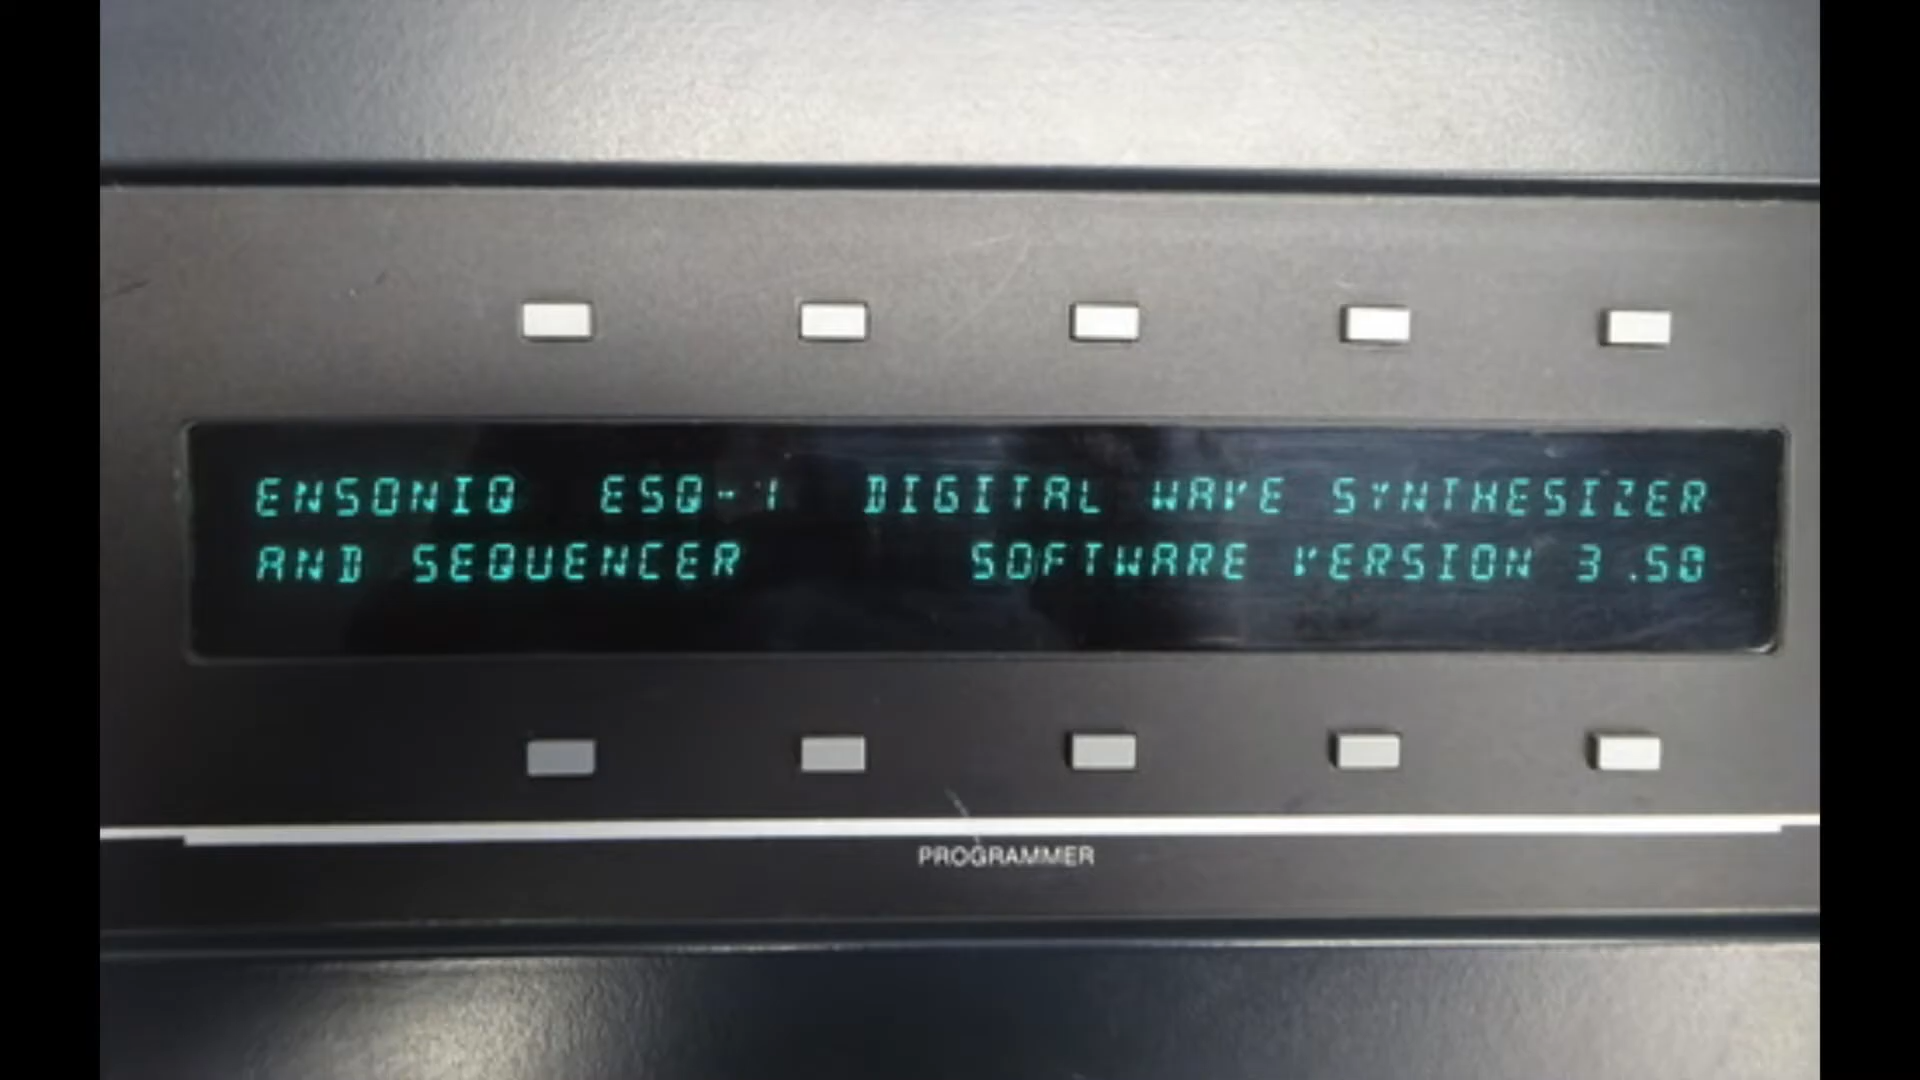 ENSONIQ ESQ-1 DIGITAL WAVE SYNTHESIZER
AND SEQUENCER SOFTWARE VERSION 3.50
PROGRAMMER